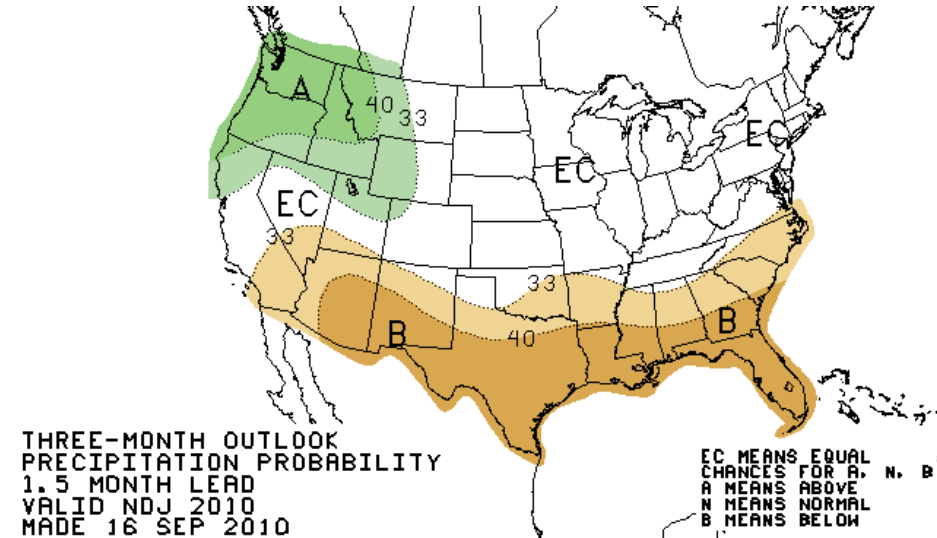 A
40
33
EC
EC
EC
33
33
B
B
40
THREE-MONTH OUTLOOK
PRECIPITATION PROBABILITY
1.5 MONTH LEAD
VALID NDJ 2010
MADE 16 SEP 2010
EC MEANS EQUAL
CHANCES FOR A, N, B
A MEANS ABOVE
N MEANS NORMAL
B MEANS BELOW